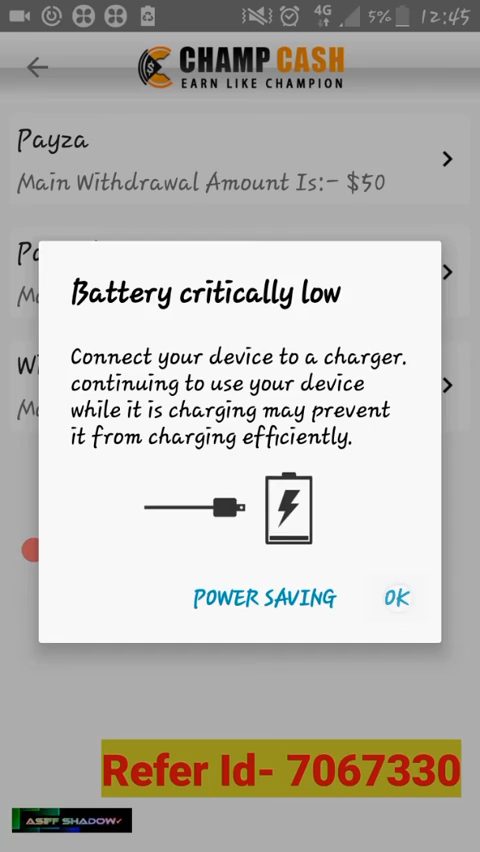 4G 5% 12:45
CHAMP CASH
EARN LIKE CHAMPION
Payza
Main Withdrawal Amount Is:- $50
Battery critically low
Connect your device to a charger.
continuing to use your device
while it is charging may prevent
it from charging efficiently.
POWER SAVING OK
Refer Id- 7067330
ASIFF SHADOW